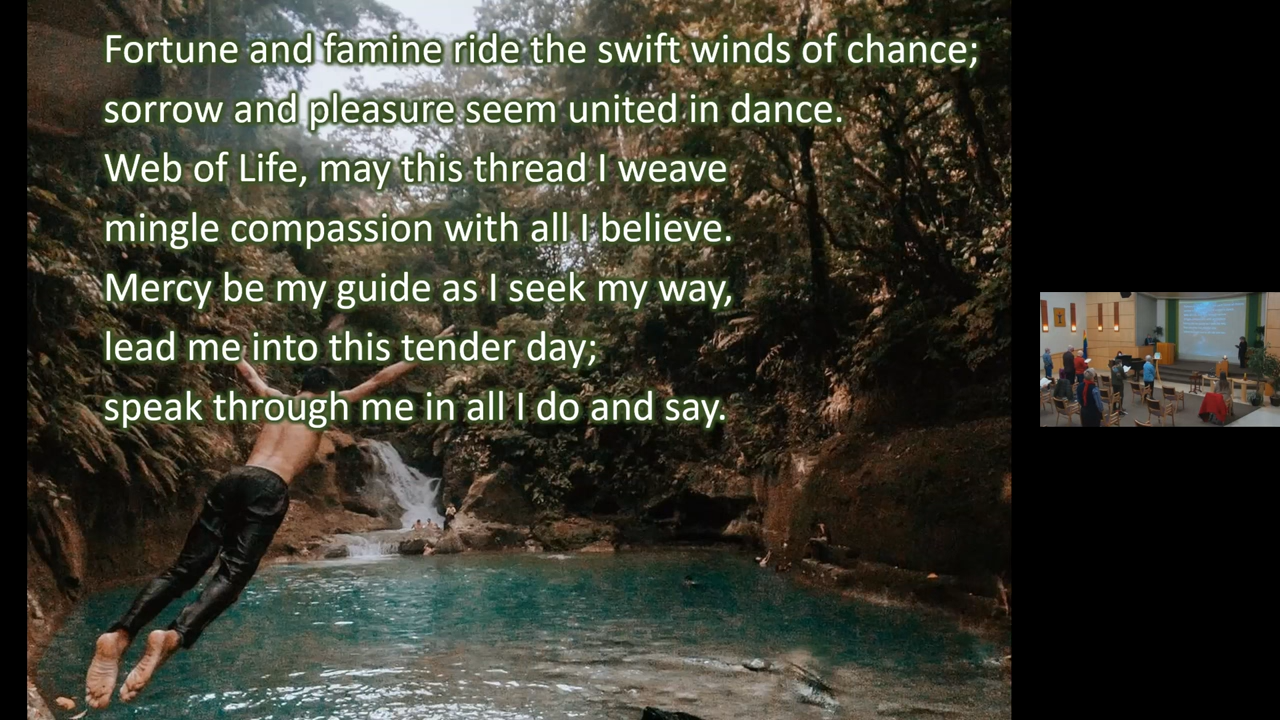 Fortune and famine ride the swift winds of chance;
sorrow and pleasure seem united in dance.
Web of Life, may this thread I weave
mingle compassion with all I believe.
Mercy be my guide as I seek my way,
lead me into this tender day;
speak through me in all I do and say.